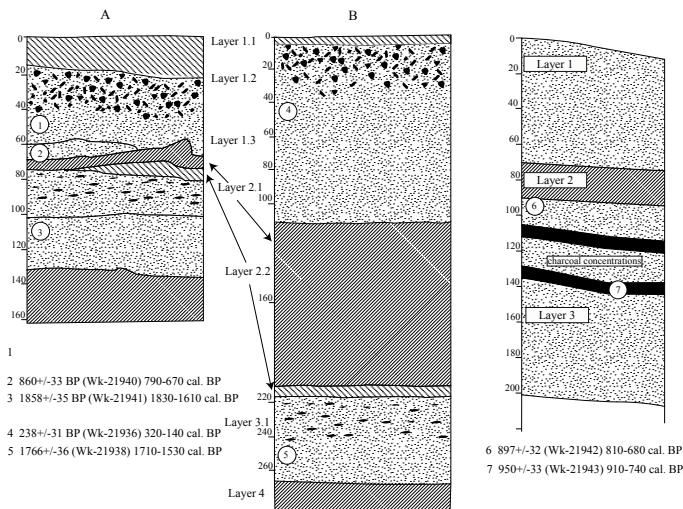 A
B
0
20
40
60
80
100
120
140
160
1
2
3
Layer 1.1
Layer 1.2
Layer 1.3
Layer 2.1
Layer 2.2
Layer 3.1
Layer 4
0
20
40
60
80
100
160
220
240
260
4
5
0
20
40
60
80
100
120
140
160
180
200
Layer 1
Layer 2
6
charcoal concentrations
7
Layer 3
1
2 860+/-33 BP (Wk-21940) 790-670 cal. BP
3 1858+/-35 BP (Wk-21941) 1830-1610 cal. BP
4 238+/-31 BP (Wk-21936) 320-140 cal. BP
5 1766+/-36 (Wk-21938) 1710-1530 cal. BP
6 897+/-32 (Wk-21942) 810-680 cal. BP
7 950+/-33 (Wk-21943) 910-740 cal. BP